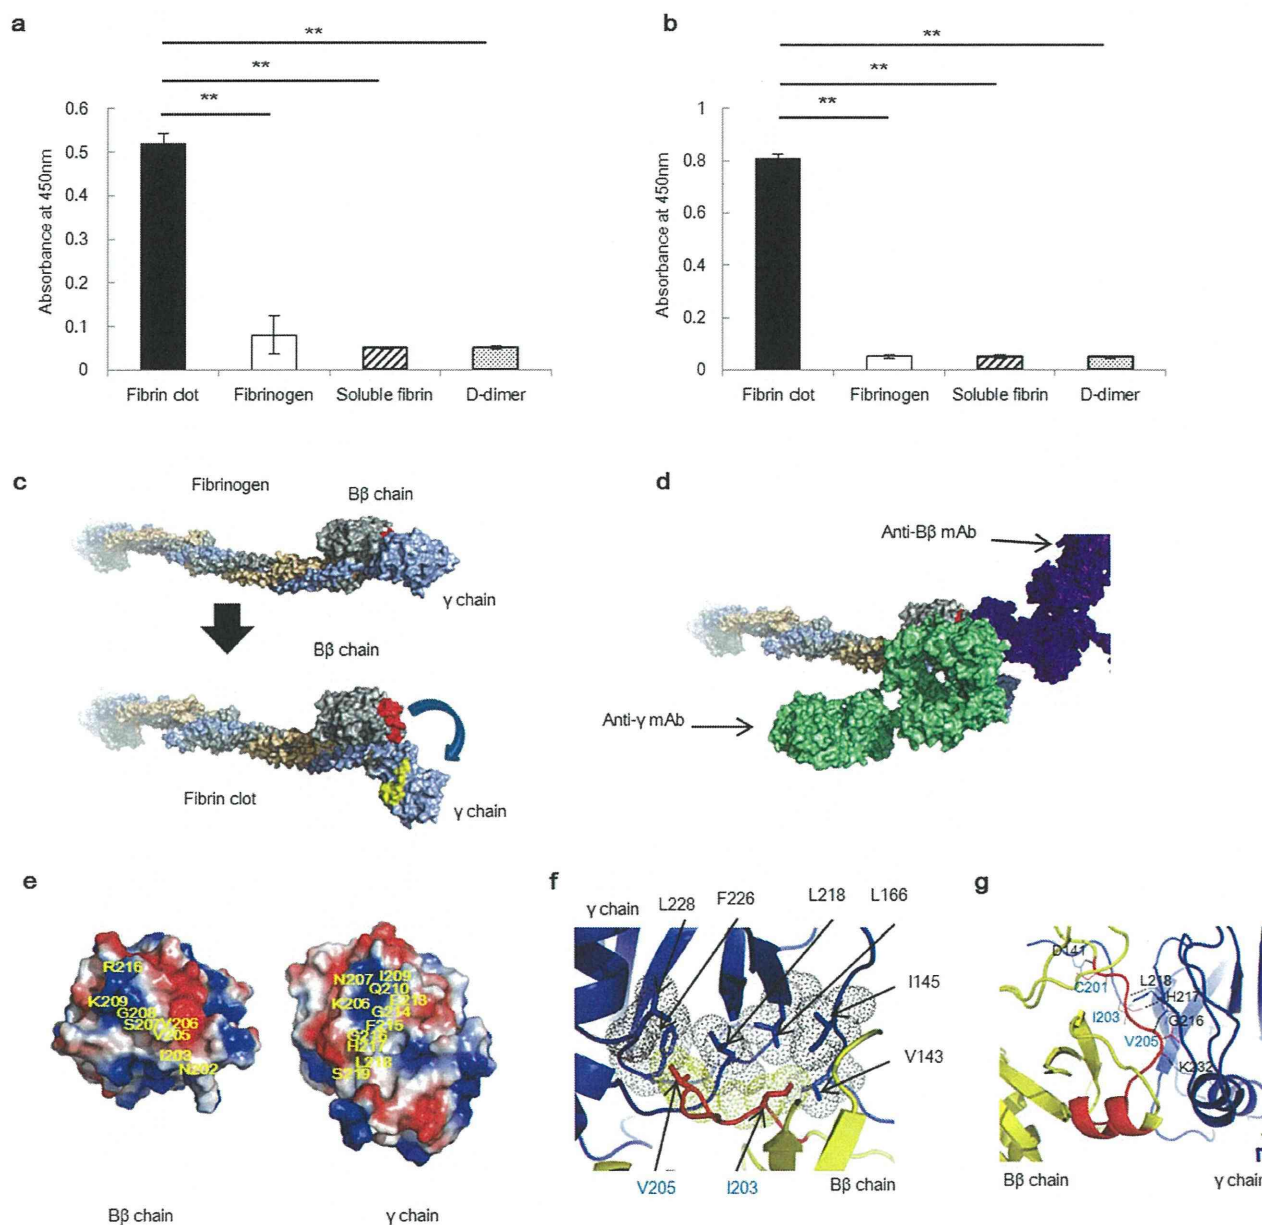 a
**
**
**
0.6
0.5
0.4
0.3
0.2
0.1
0
Absorbance at 450nm
Fibrin clot
Fibrinogen
Soluble fibrin
D-dimer
b
**
**
**
1
0.8
0.6
0.4
0.2
0
Absorbance at 450nm
Fibrin clot
Fibrinogen
Soluble fibrin
D-dimer
c
Fibrinogen
Bβ chain
γ chain
Bβ chain
Fibrin clot
γ chain
d
Anti-Bβ mAb
Anti-γ mAb
e
R216
K209
G208
S207
Y206
V205
I203
N202
Bβ chain
N207
I209
Q210
K206
G214
F215
H217
L218
S219
γ chain
f
γ chain
L228
F226
L218
L166
I145
V143
V205
I203
Bβ chain
g
D141
C201
L218
H217
I203
G216
V205
K232
Bβ chain
γ chain